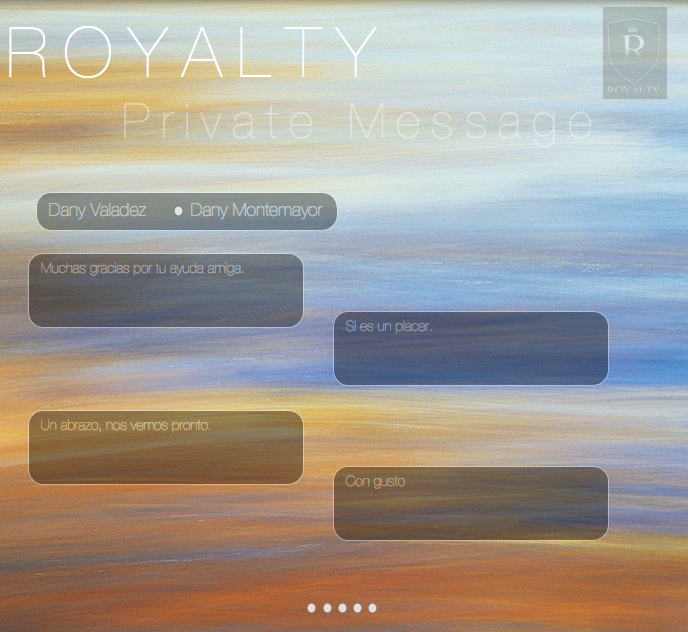 ROYALTY
R
ROYALTY
Private Message
Dany Valadez
Dany Montemayor
Muchas gracias por tu ayuda amiga.
Si es un placer.
Un abrazo, nos vemos pronto.
Con gusto